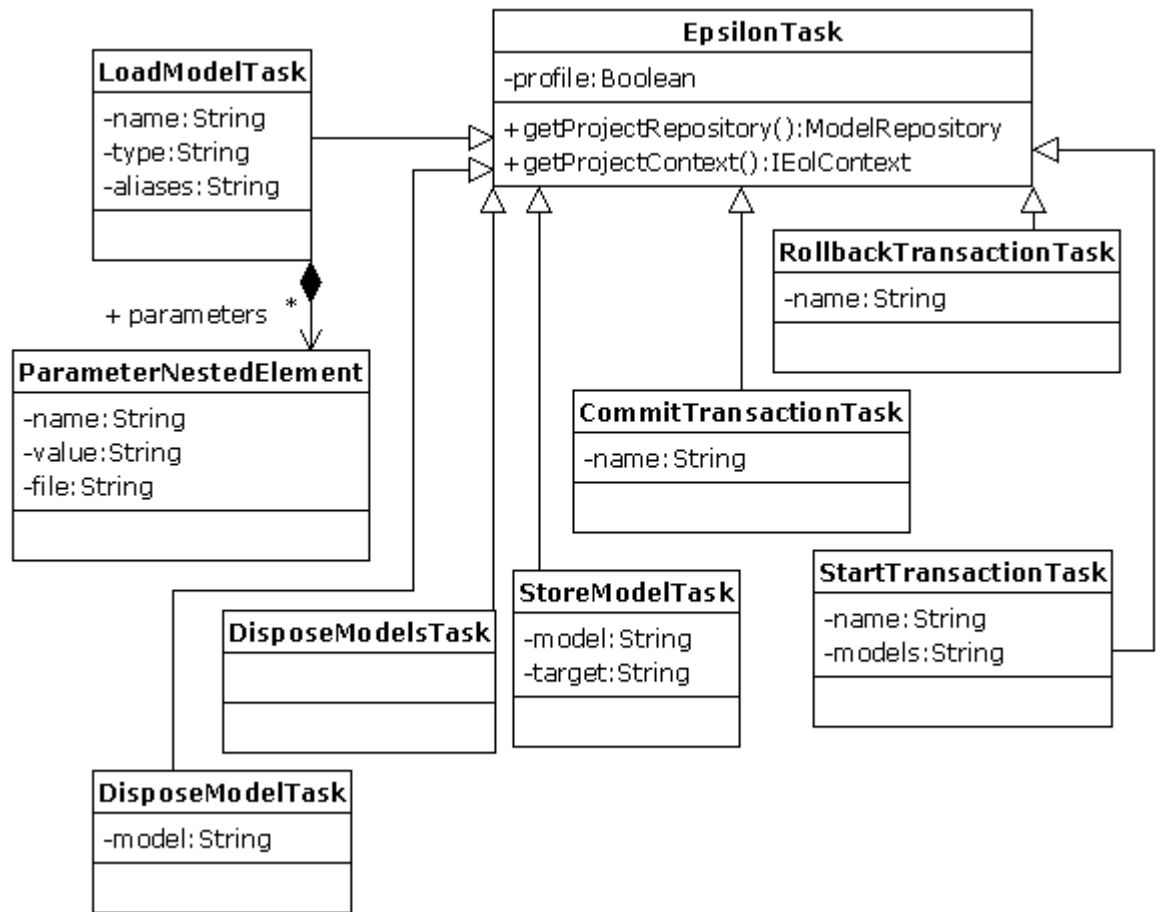 EpsilonTask
-profile:Boolean
+getProjectRepository():ModelRepository
+getProjectContext():IEolContext
LoadModelTask
-name:String
-type:String
-aliases:String
+ parameters
*
ParameterNestedElement
-name:String
-value:String
-file:String
RollbackTransactionTask
-name:String
CommitTransactionTask
-name:String
StartTransactionTask
-name:String
-models:String
StoreModelTask
-model:String
-target:String
DisposeModelsTask
DisposeModelTask
-model:String